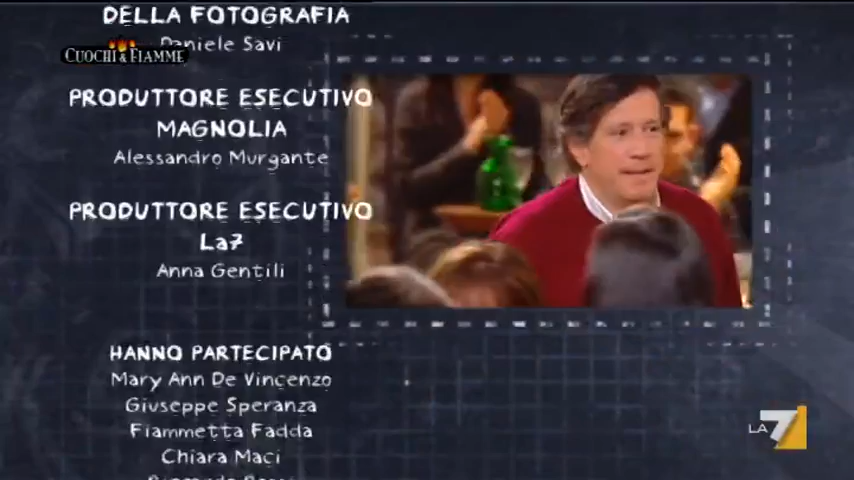 DELLA FOTOGRAFIA
Daniele Savi
CUOCHI & FIAMME
PRODUTTORE ESECUTIVO
MAGNOLIA
Alessandro Murgante
PRODUTTORE ESECUTIVO
La7
Anna Gentili
HANNO PARTECIPATO
Mary Ann De Vincenzo
Giuseppe Speranza
Fiammetta Fadda
Chiara Maci
LA7